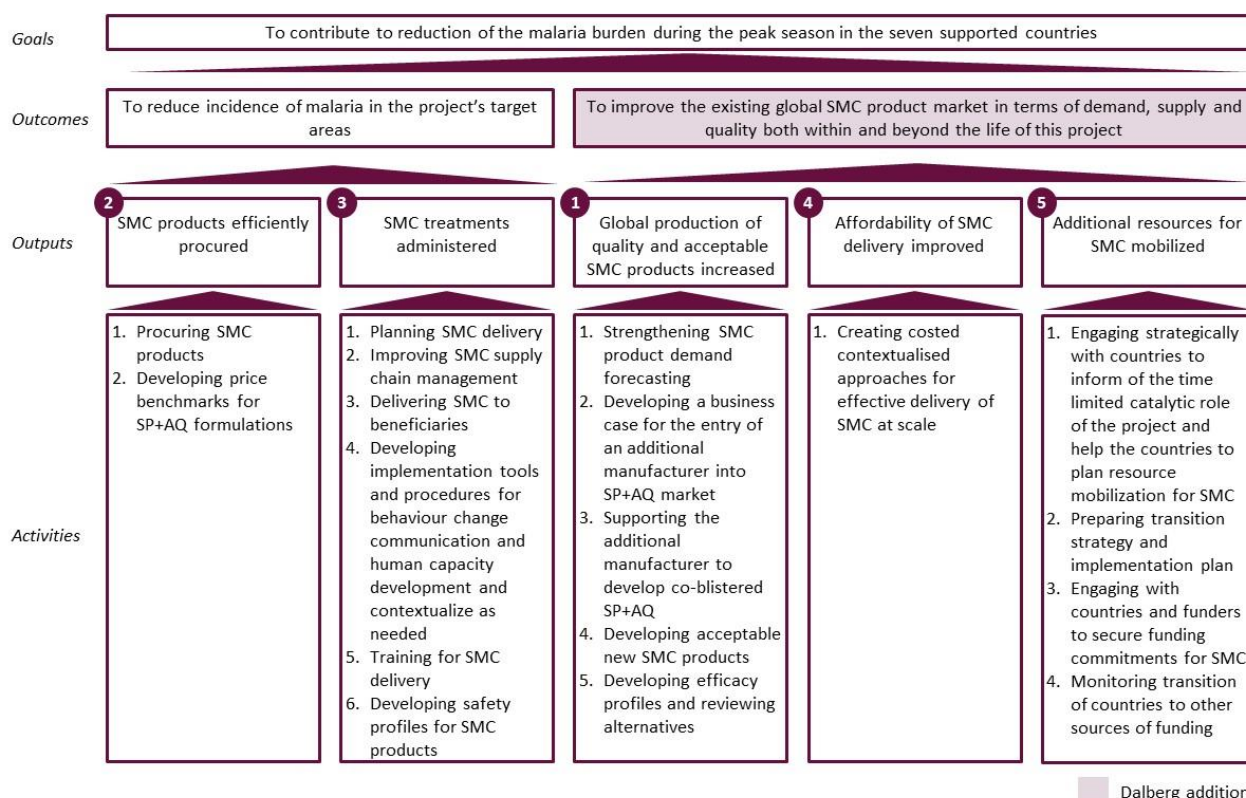 Goals
To contribute to reduction of the malaria burden during the peak season in the seven supported countries
Outcomes
To reduce incidence of malaria in the project's target
areas
To improve the existing global SMC product market in terms of demand, supply and
quality both within and beyond the life of this project
Outputs
2
SMC products efficiently
procured
3
SMC treatments
administered
1
Global production of
quality and acceptable
SMC products increased
4
Affordability of SMC
delivery improved
5
Additional resources for
SMC mobilized
Activities
1. Procuring SMC
products
2. Developing price
benchmarks for
SP+AQ formulations
1. Planning SMC delivery
2. Improving SMC supply
chain management
3. Delivering SMC to
beneficiaries
4. Developing
implementation tools
and procedures for
behaviour change
communication and
human capacity
development and
contextualize as
needed
5. Training for SMC
delivery
6. Developing safety
profiles for SMC
products
1. Strengthening SMC
product demand
forecasting
2. Developing a business
case for the entry of
an additional
manufacturer into
SP+AQ market
3. Supporting the
additional
manufacturer to
develop co-blistered
SP+AQ
4. Developing acceptable
new SMC products
5. Developing efficacy
profiles and reviewing
alternatives
1. Creating costed
contextualised
approaches for
effective delivery of
SMC at scale
1. Engaging strategically
with countries to
inform of the time
limited catalytic role
of the project and
help the countries to
plan resource
mobilization for SMC
2. Preparing transition
strategy and
implementation plan
3. Engaging with
countries and funders
to secure funding
commitments for SMC
4. Monitoring transition
of countries to other
sources of funding
Dalberg addition